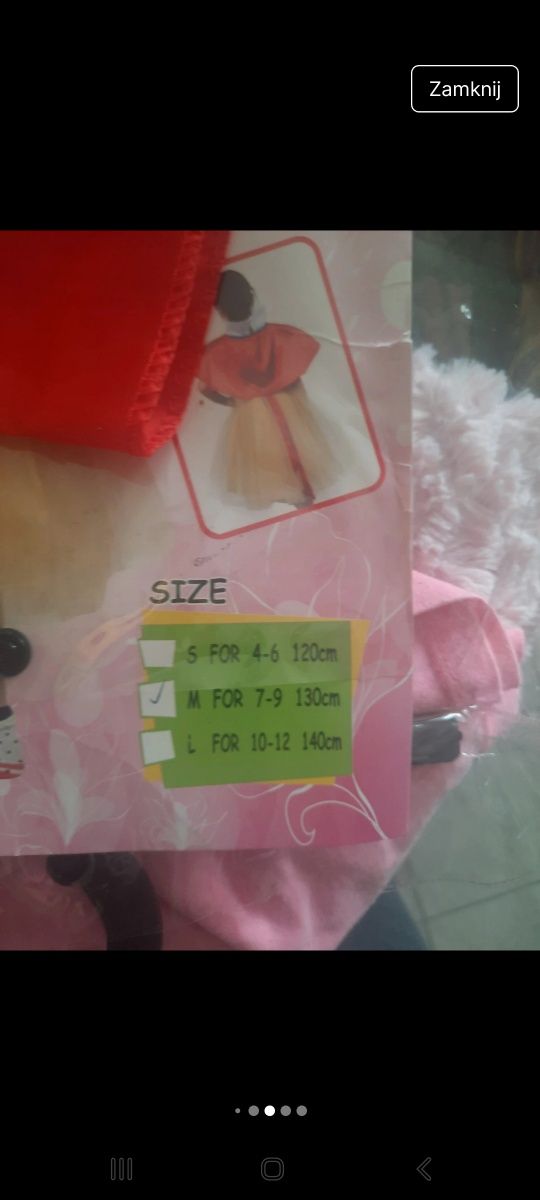 Zamknij
SIZE
S FOR 4-6 120cm
M FOR 7-9 130cm
L FOR 10-12 140cm